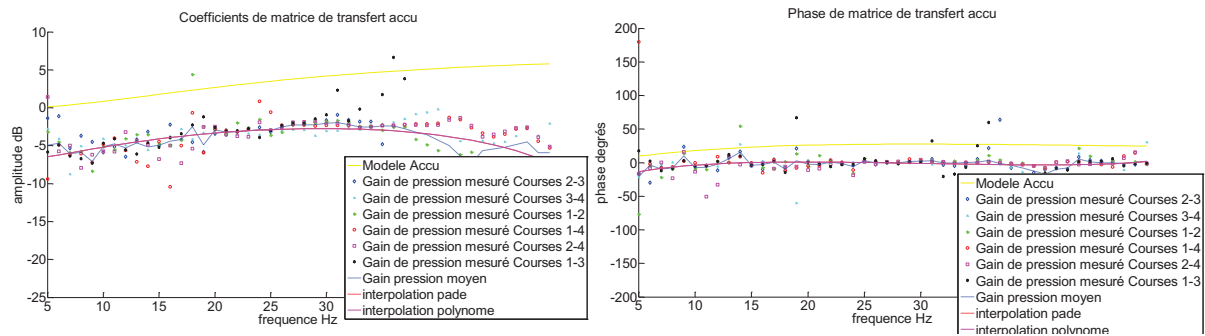 Coefficients de matrice de transfert accu
10
5
0
-5
-10
-15
-20
-25
amplitude dB
5
10
15
20
25
30
frequence Hz
Modele Accu
Gain de pression mesuré Courses 2-3
Gain de pression mesuré Courses 3-4
Gain de pression mesuré Courses 1-2
Gain de pression mesuré Courses 1-4
Gain de pression mesuré Courses 2-4
Gain de pression mesuré Courses 1-3
Gain pression moyen
interpolation pade
interpolation polynome
Phase de matrice de transfert accu
200
150
100
50
0
-50
-100
-150
-200
phase degrés
5
10
15
20
25
30
frequence Hz
Modele Accu
Gain de pression mesuré Courses 2-3
Gain de pression mesuré Courses 3-4
Gain de pression mesuré Courses 1-2
Gain de pression mesuré Courses 1-4
Gain de pression mesuré Courses 2-4
Gain de pression mesuré Courses 1-3
Gain pression moyen
interpolation pade
interpolation polynome